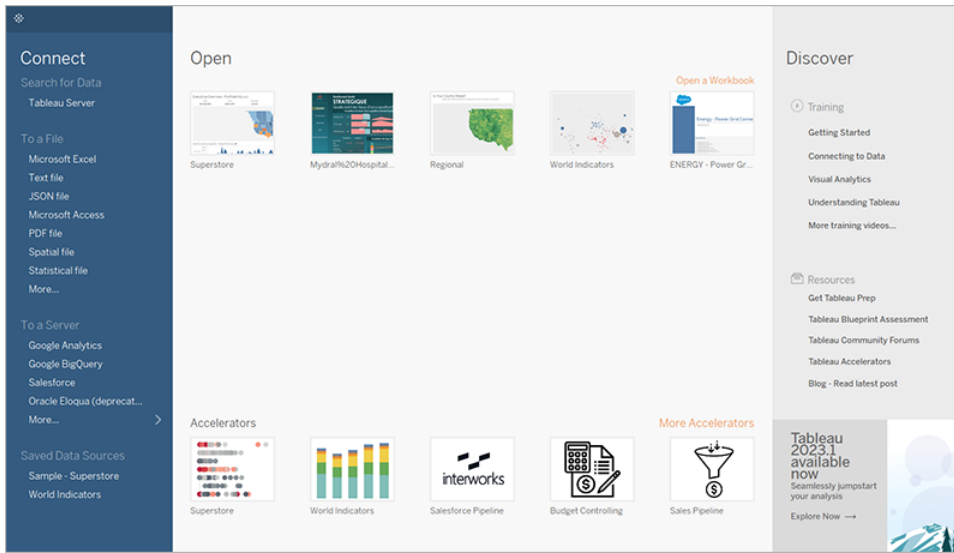 Connect
Search for Data
Tableau Server
To a File
Microsoft Excel
Text file
JSON file
Microsoft Access
PDF file
Spatial file
Statistical file
More...
To a Server
Google Analytics
Google BigQuery
Salesforce
Oracle Eloqua (deprecat...
More...
Saved Data Sources
Sample - Superstore
World Indicators
Open
Open a Workbook
STRATEGIQUE
Energy - Power Grid
Superstore
Mydral%20Hospital...
Regional
World Indicators
ENERGY - Power Gr...
Accelerators
More Accelerators
interworks
Superstore
World Indicators
Salesforce Pipeline
Budget Controlling
Sales Pipeline
Discover
Training
Getting Started
Connecting to Data
Visual Analytics
Understanding Tableau
More training videos...
Resources
Get Tableau Prep
Tableau Blueprint Assessment
Tableau Community Forums
Tableau Accelerators
Blog - Read latest post
Tableau
2023.1
available
now
Seamlessly jumpstart
your analysis
Explore Now →